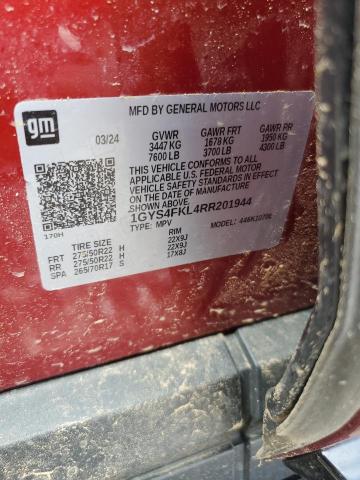 gm
MFD BY GENERAL MOTORS LLC
03/24
GVWR GAWR FRT GAWR RR
3447 KG 1678 KG 1950 KG
7600 LB 3700 LB 4300 LB
THIS VEHICLE CONFORMS TO ALL
APPLICABLE U.S. FEDERAL MOTOR
VEHICLE SAFETY
STANDARDS IN EFFECT ON THE DATE OF
MANUFACTURE SHOWN ABOVE.
1GYS4FKL4RR201944
TYPE: MPV MODEL:
170H
TIRE SIZE RIM
FRT 275/50R22 H 22X9J
RR 275/50R22 H 22X9J
SPA 265/70R17 S 17X8J